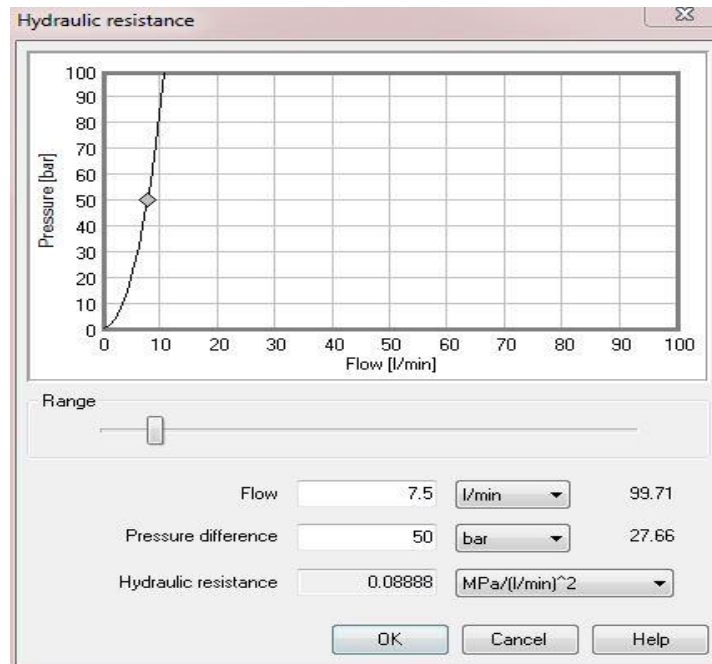 Hydraulic resistance
Pressure [bar]
100
90
80
70
60
50
40
30
20
10
0
0 10 20 30 40 50 60 70 80 90 100
Flow [l/min]
Range
Flow 7.5 l/min 99.71
Pressure difference 50 bar 27.66
Hydraulic resistance 0.08888 MPa/(l/min)^2
OK Cancel Help